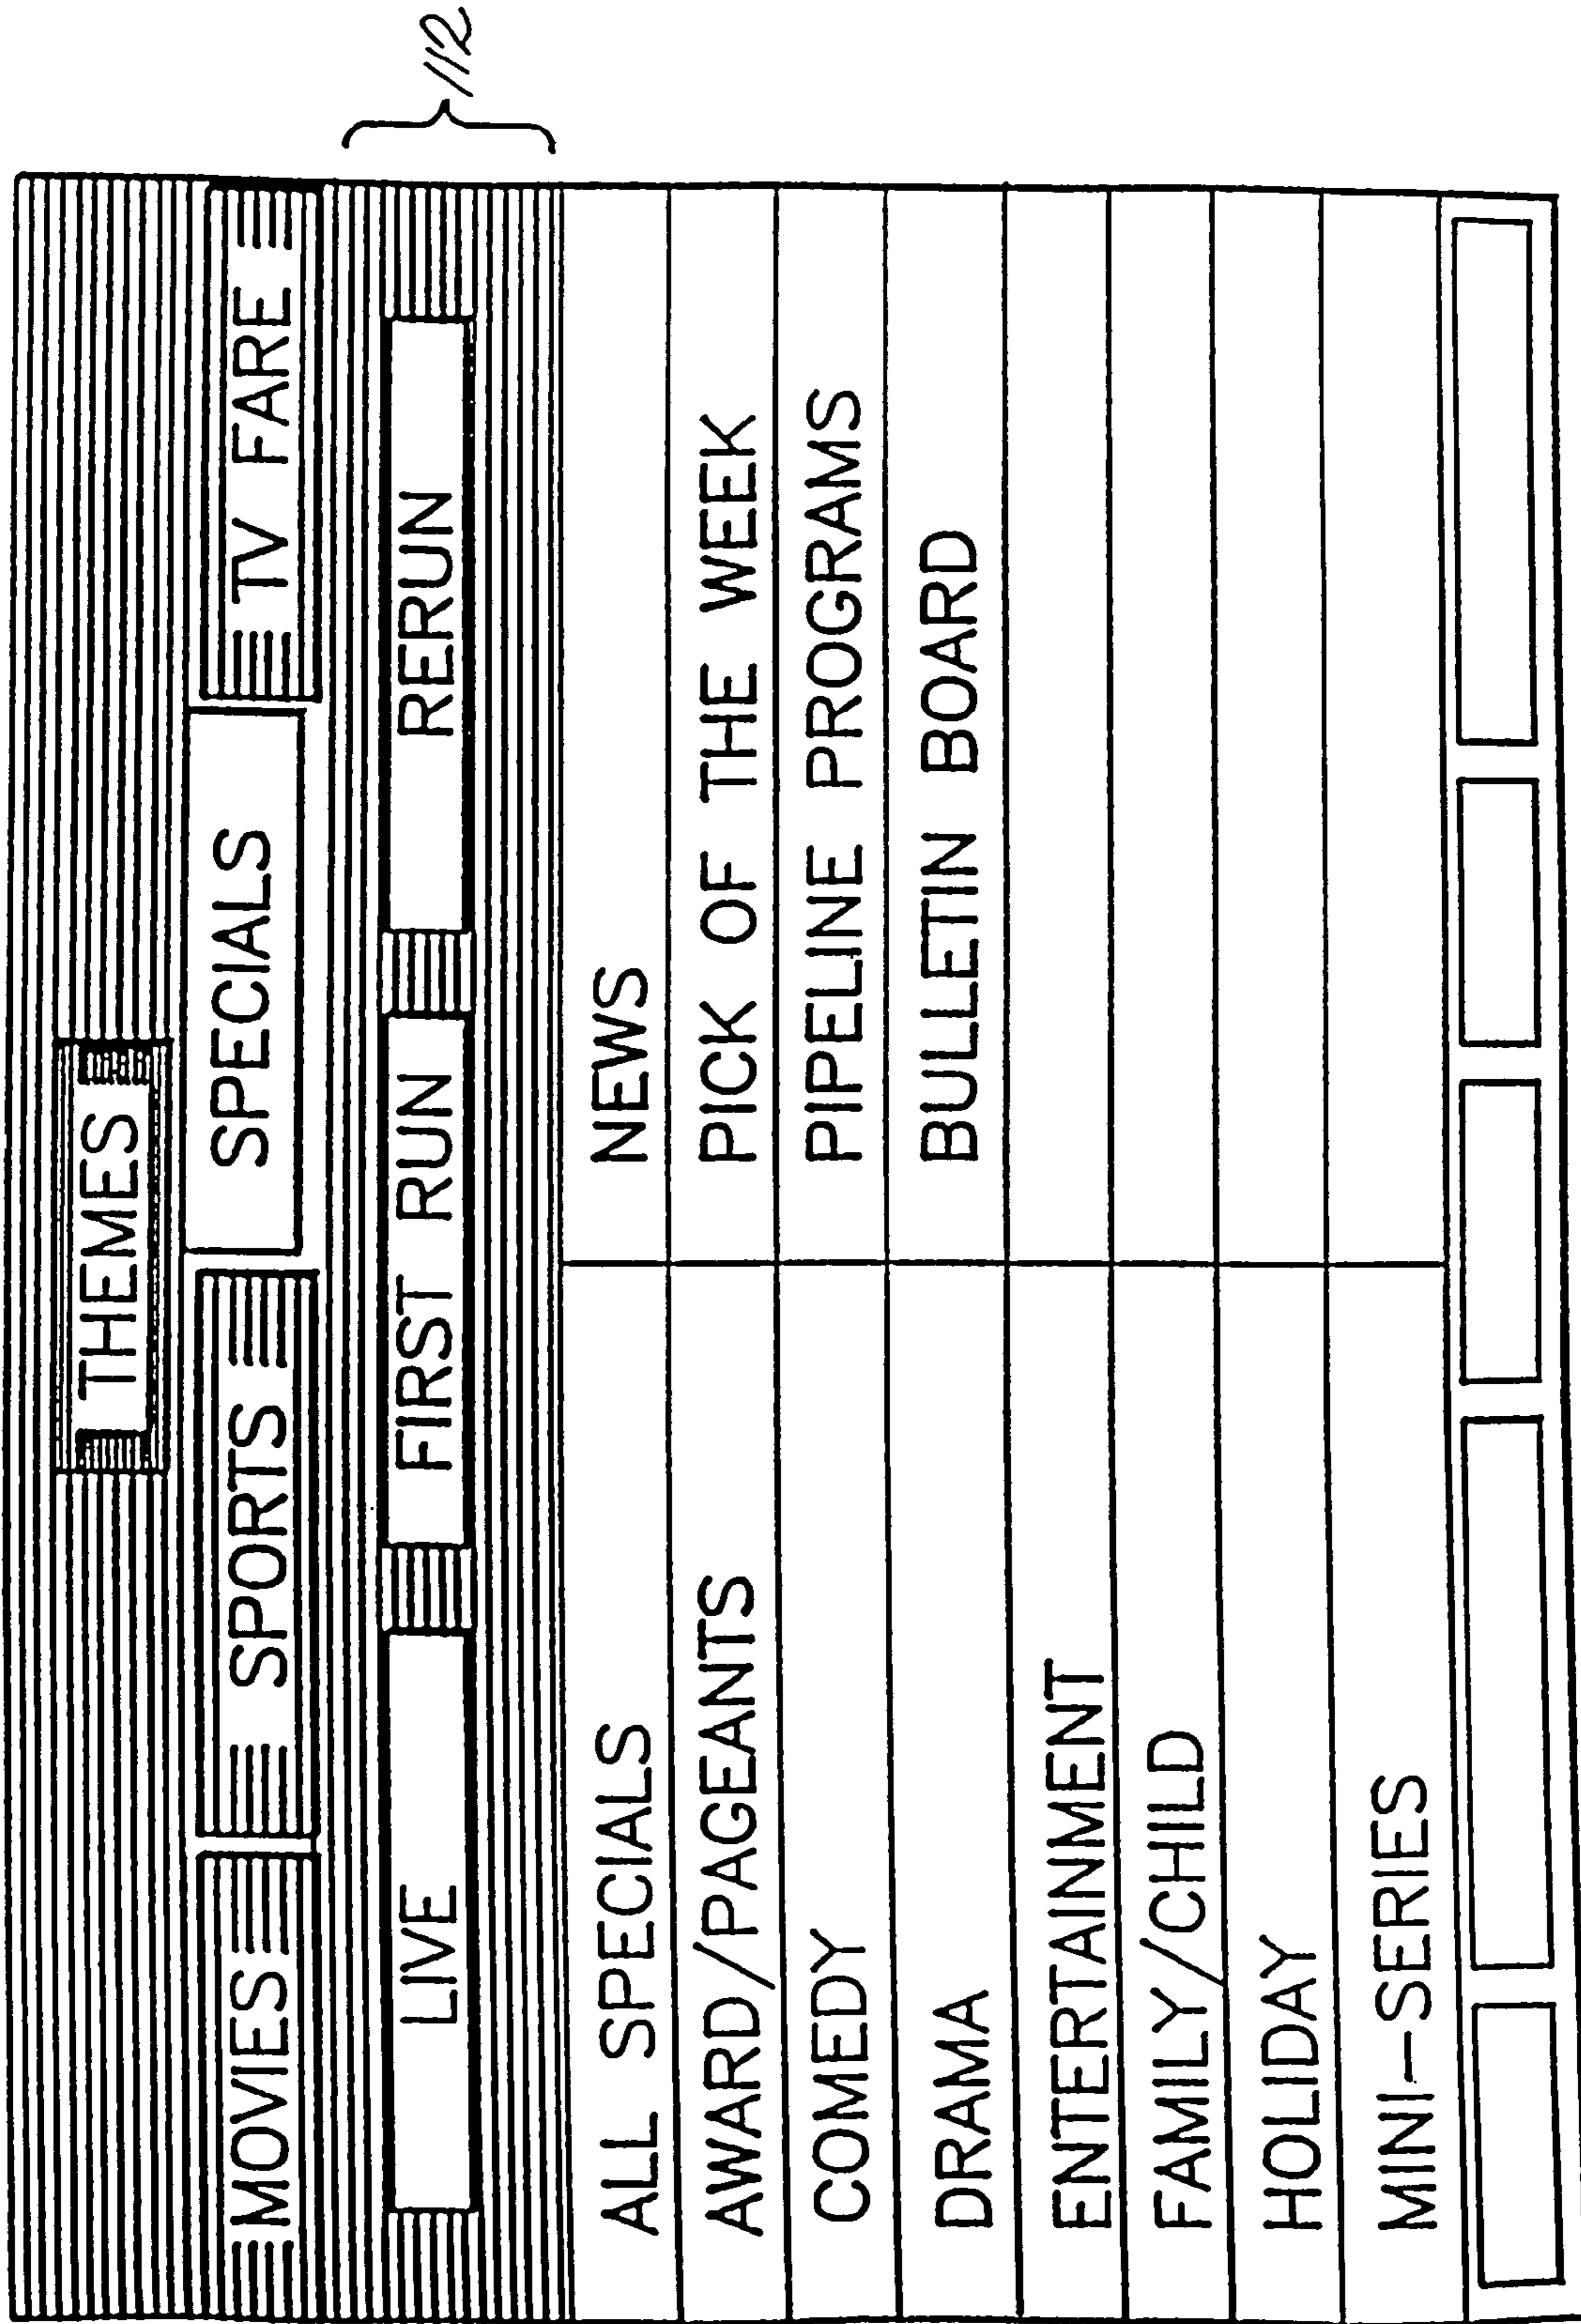 THEMES
MOVIES SPORTS SPECIALS TV FARE
LIVE FIRST RUN RERUN
112
ALL SPECIALS NEWS
AWARD/PAGEANTS PICK OF THE WEEK
COMEDY PIPELINE PROGRAMS
DRAMA BULLETIN BOARD
ENTERTAINMENT
FAMILY/CHILD
HOLIDAY
MINI-SERIES